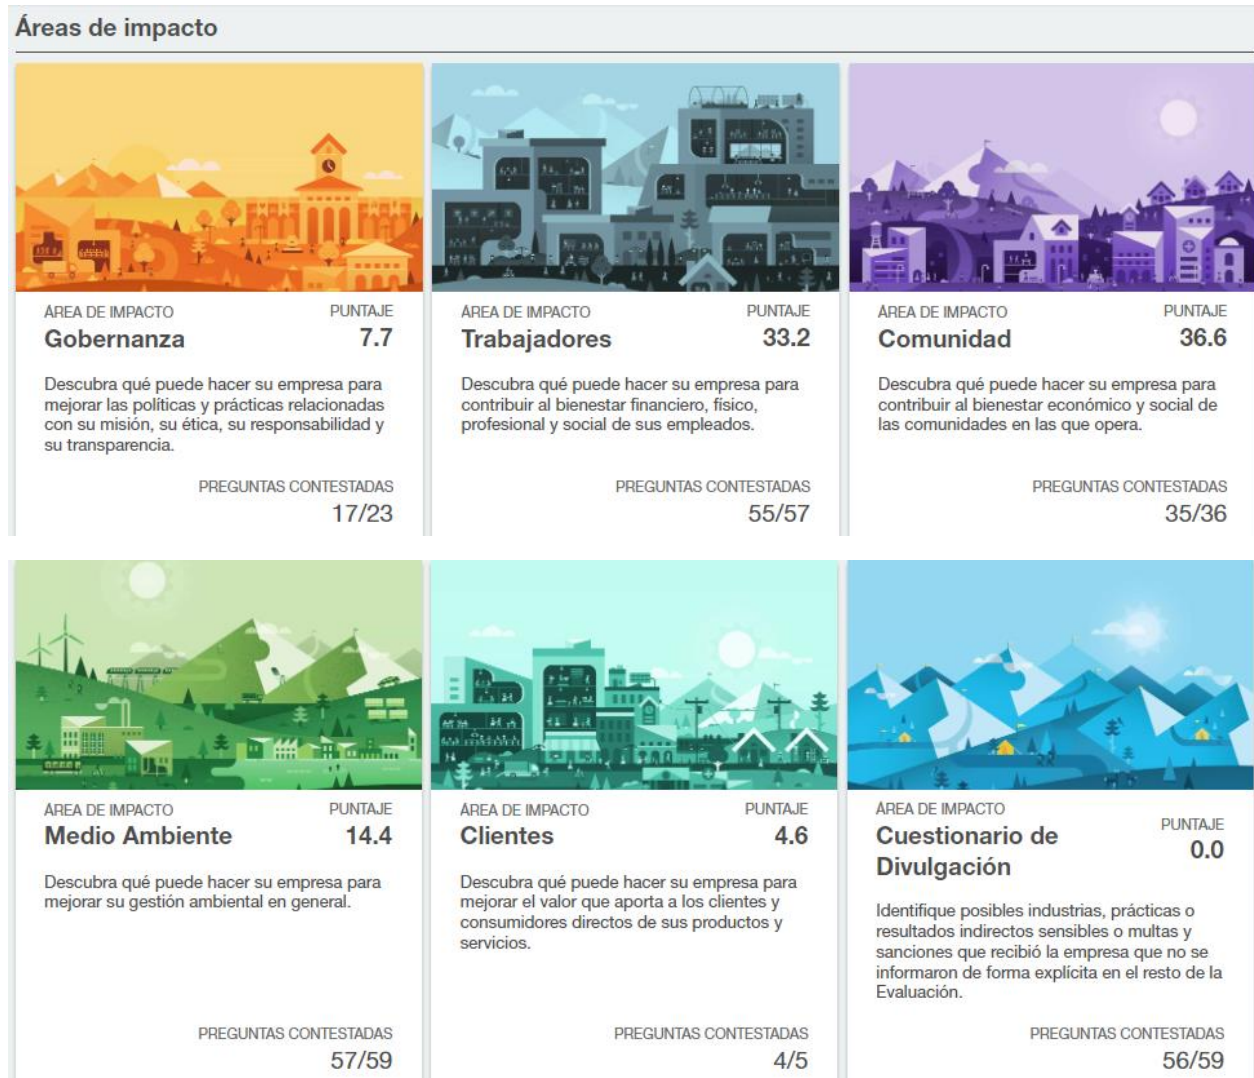 Áreas de impacto
ÁREA DE IMPACTO PUNTAJE
Gobernanza 7.7
Descubra qué puede hacer su empresa para
mejorar las políticas y prácticas relacionadas
con su misión, su ética, su responsabilidad y
su transparencia.
PREGUNTAS CONTESTADAS
17/23
ÁREA DE IMPACTO PUNTAJE
Trabajadores 33.2
Descubra qué puede hacer su empresa para
contribuir al bienestar financiero, físico,
profesional y social de sus empleados.
PREGUNTAS CONTESTADAS
55/57
ÁREA DE IMPACTO PUNTAJE
Comunidad 36.6
Descubra qué puede hacer su empresa para
contribuir al bienestar económico y social de
las comunidades en las que opera.
PREGUNTAS CONTESTADAS
35/36
ÁREA DE IMPACTO PUNTAJE
Medio Ambiente 14.4
Descubra qué puede hacer su empresa para
mejorar su gestión ambiental en general.
PREGUNTAS CONTESTADAS
57/59
ÁREA DE IMPACTO PUNTAJE
Clientes 4.6
Descubra qué puede hacer su empresa para
mejorar el valor que aporta a los clientes y
consumidores directos de sus productos y
servicios.
PREGUNTAS CONTESTADAS
4/5
ÁREA DE IMPACTO PUNTAJE
Cuestionario de 0.0
Divulgación
Identifique posibles industrias, prácticas o
resultados indirectos sensibles o multas y
sanciones que recibió la empresa que no se
informaron de forma explícita en el resto de la
Evaluación.
PREGUNTAS CONTESTADAS
56/59